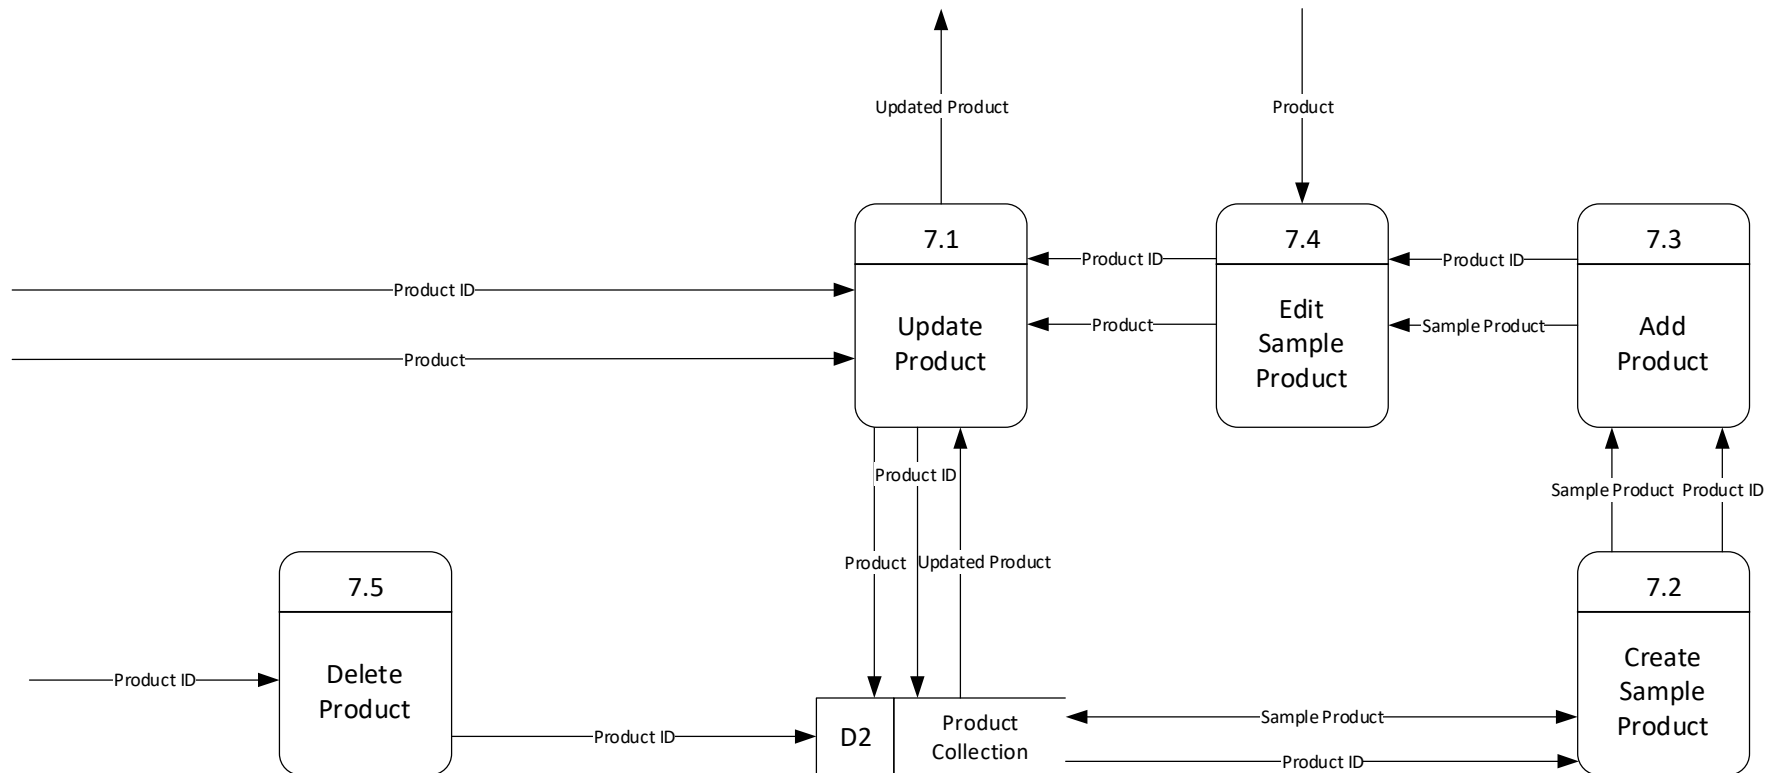 Updated Product
Product
7.1
7.4
7.3
Product ID
Product ID
Product ID
Update
Product
Edit
Sample
Product
Add
Product
Product
Sample Product
Product
Product ID
Sample Product
Product ID
Product
Updated Product
7.5
7.2
Delete
Product
Product ID
Create
Sample
Product
Product ID
D2
Product
Collection
Sample Product
Product ID